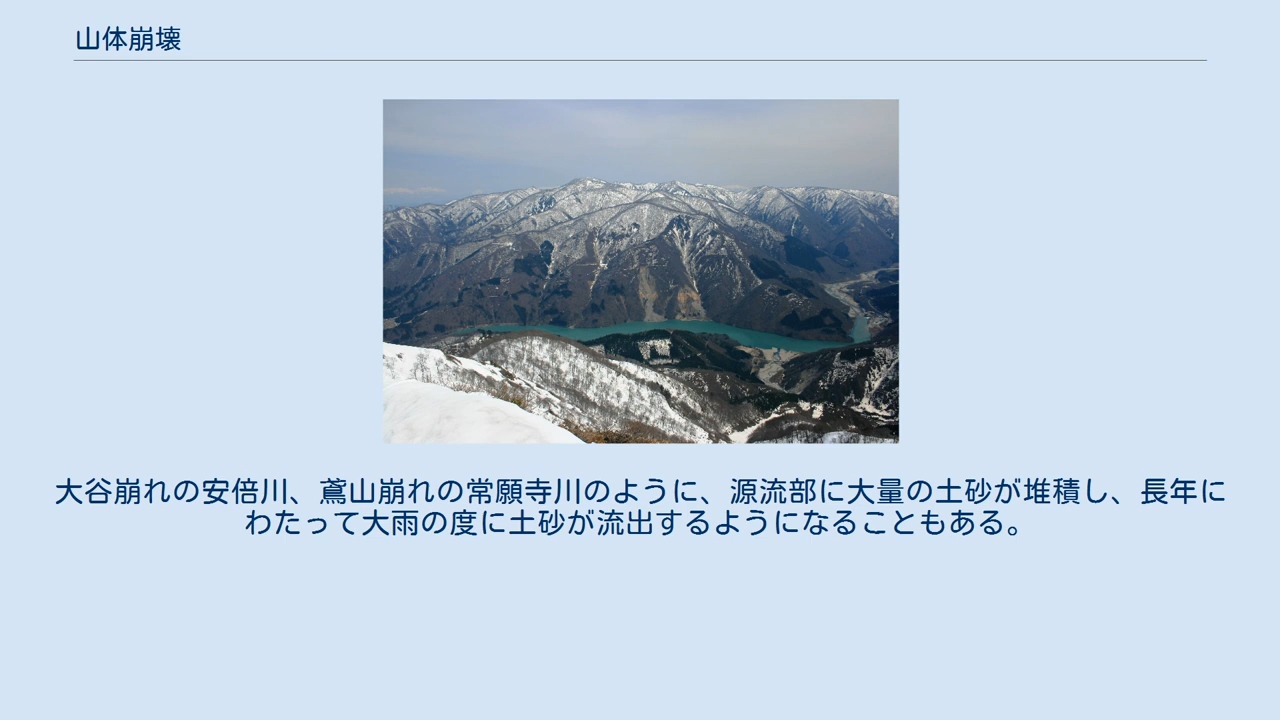 山体崩壊
大谷崩れの安倍川、鳶山崩れの常願寺川のように、源流部に大量の土砂が堆積し、長年に
わたって大雨の度に土砂が流出するようになることもある。